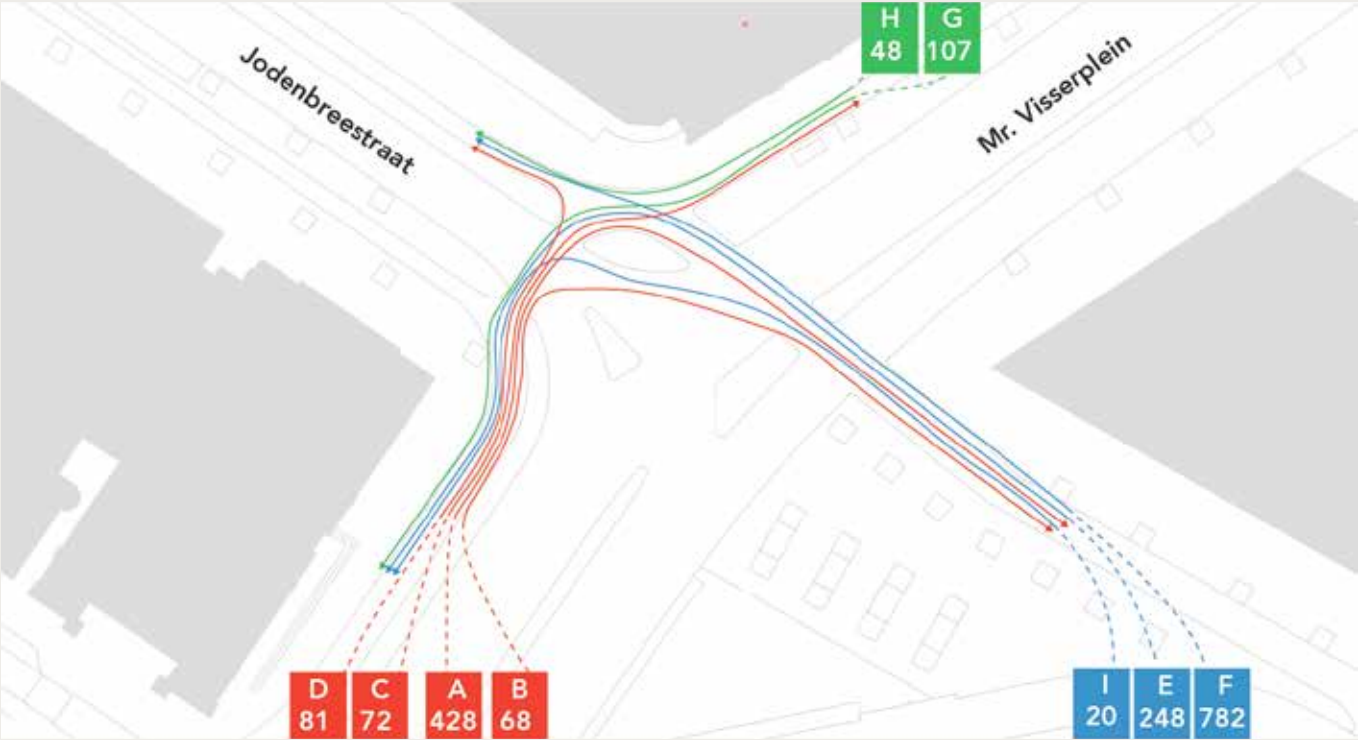 H G
48 107
Jodenbreestraat
Mr. Visserplein
D C A B
81 72 428 68
I E F
20 248 782